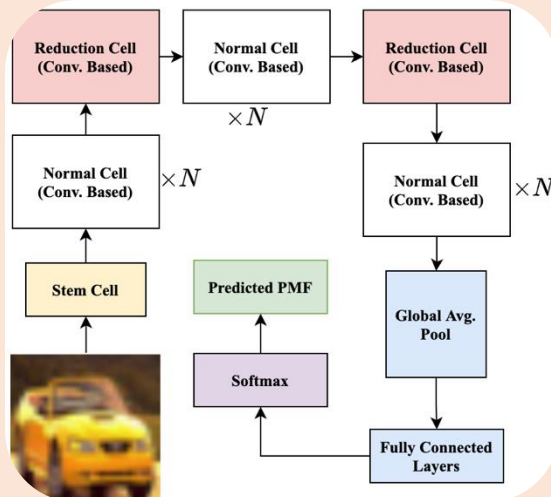 Reduction Cell
(Conv. Based)
Normal Cell
(Conv. Based)
×N
Reduction Cell
(Conv. Based)
Normal Cell
(Conv. Based)
×N
Normal Cell
(Conv. Based)
×N
Stem Cell
Predicted PMF
Global Avg.
Pool
Softmax
Fully Connected
Layers